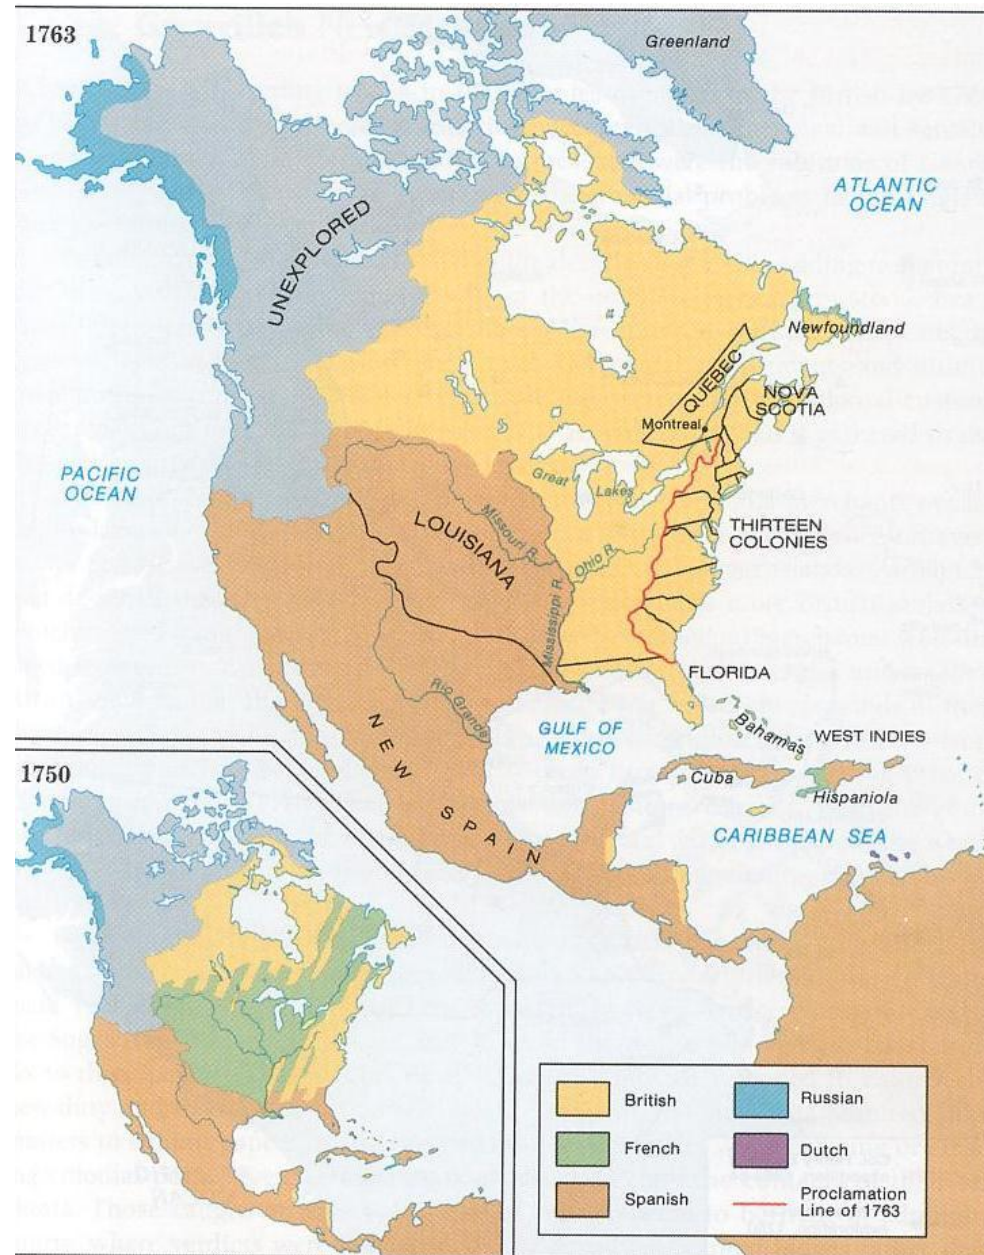 1763
Greenland
ATLANTIC
OCEAN
UNEXPLORED
Newfoundland
QUEBEC
NOVA
SCOTIA
Montreal
PACIFIC
OCEAN
Great
Lakes
Missouri R.
LOUISIANA
THIRTEEN
COLONIES
Ohio R.
Mississippi R.
FLORIDA
Rio Grande
Bahamas
WEST INDIES
GULF OF
MEXICO
NEW SPAIN
Cuba
Hispaniola
CARIBBEAN SEA
1750
British
French
Spanish
Russian
Dutch
Proclamation
Line of 1763